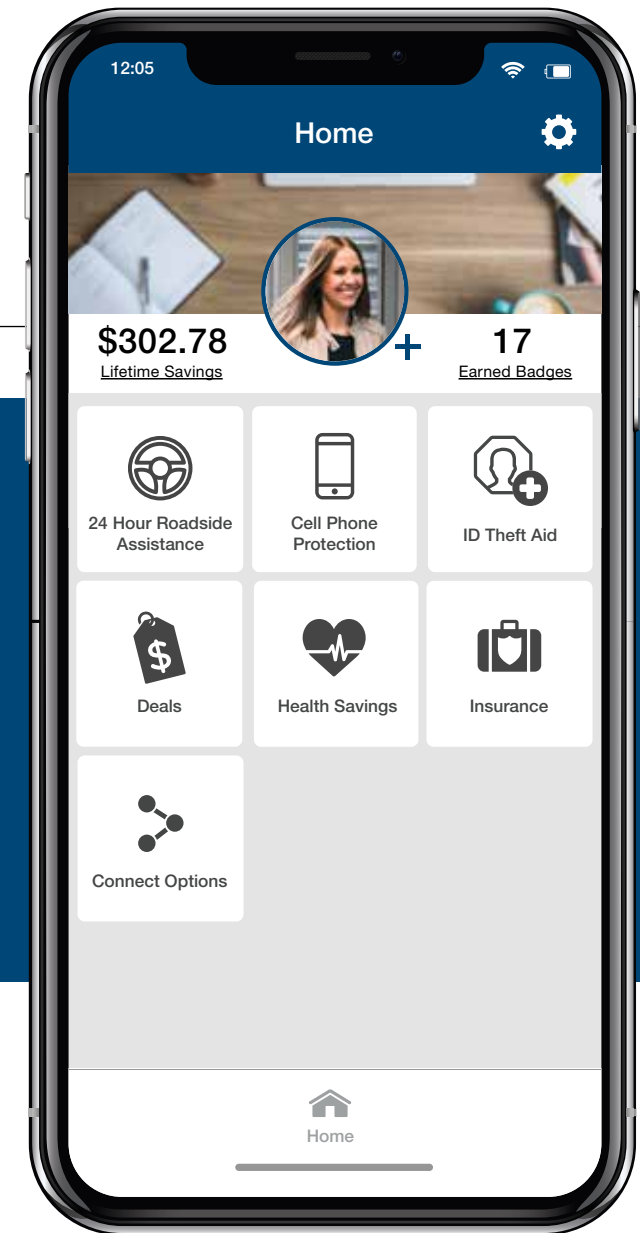 12:05
Home
$302.78
Lifetime Savings
17
Earned Badges
24 Hour Roadside
Assistance
Cell Phone
Protection
ID Theft Aid
Deals
Health Savings
Insurance
Connect Options
Home